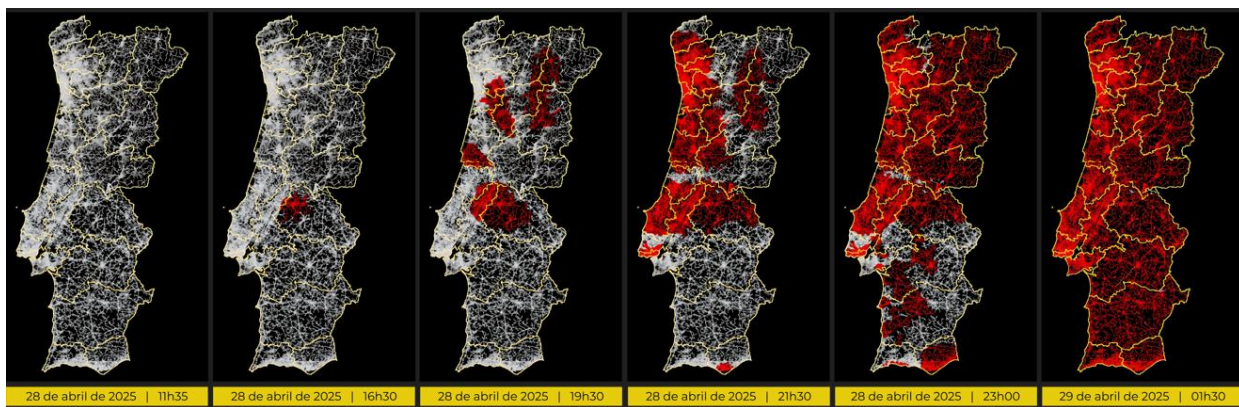 28 de abril de 2025 | 11h35
28 de abril de 2025 | 16h30
28 de abril de 2025 | 19h30
28 de abril de 2025 | 21h30
28 de abril de 2025 | 23h00
29 de abril de 2025 | 01h30